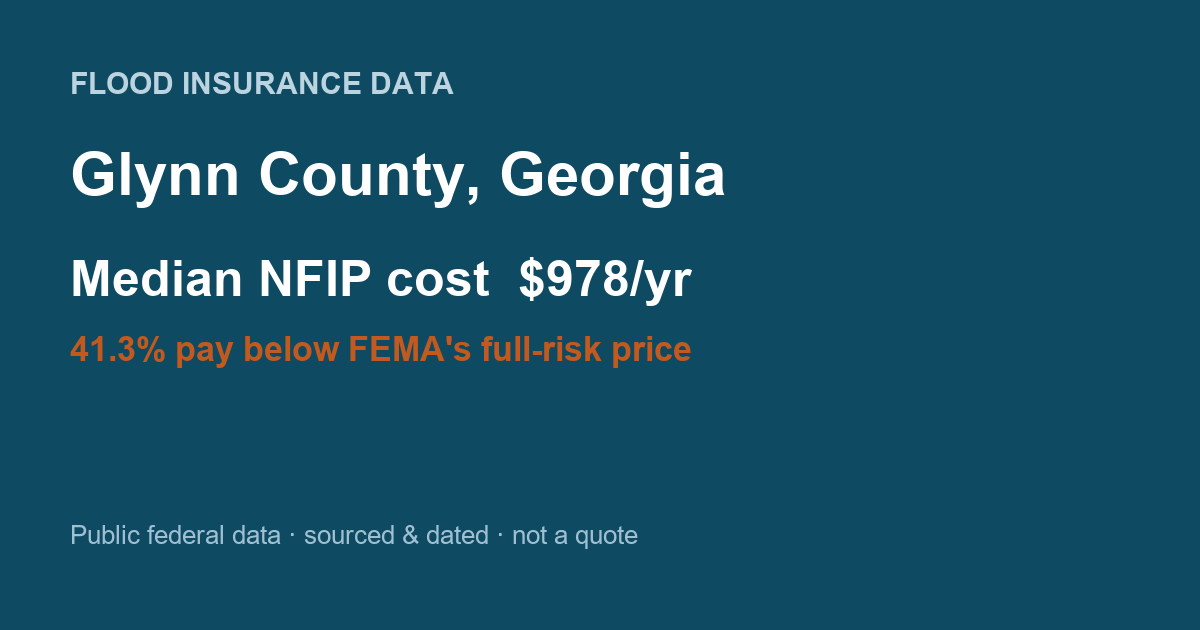 FLOOD INSURANCE DATA
Glynn County, Georgia
Median NFIP cost  $978/yr
41.3% pay below FEMA's full-risk price
Public federal data · sourced & dated · not a quote